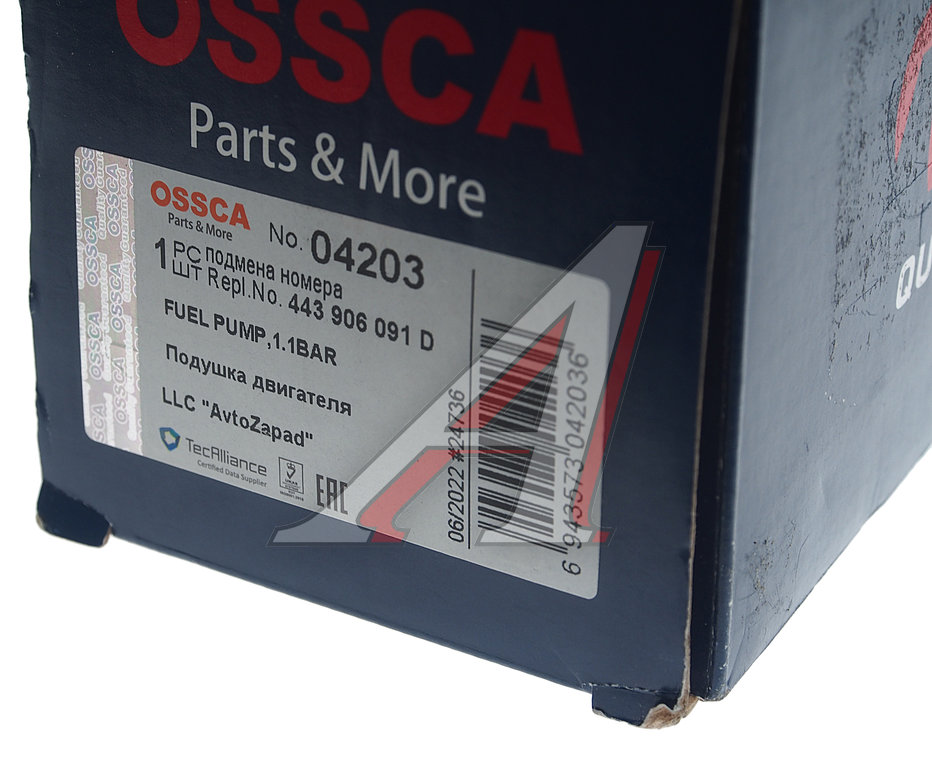 OSSCA
Parts & More
OSSCA
Parts & More
No. 04203
1 PC подмена номера
ШТ Repl.No. 443 906 091 D
FUEL PUMP,1.1BAR
Подушка двигателя
LLC "AvtoZapad"
TecAlliance
Certified Data Supplier
EAC
06/2022 #24736
6 943573 042036
QU